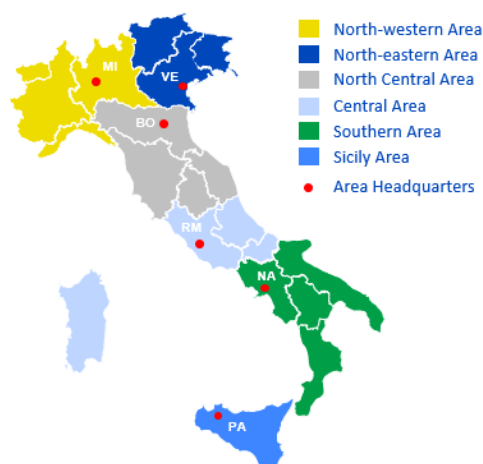 North-western Area
North-eastern Area
North Central Area
Central Area
Southern Area
Sicily Area
Area Headquarters
MI
VE
BO
RM
NA
PA